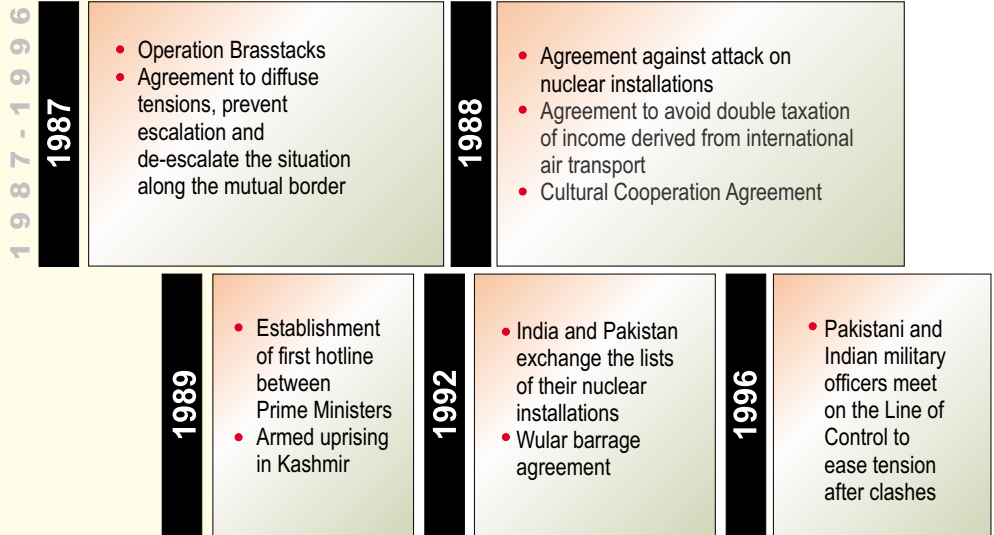 1987-1996
1987
• Operation Brasstacks
• Agreement to diffuse
tensions, prevent
escalation and
de-escalate the situation
along the mutual border
1988
• Agreement against attack on
nuclear installations
• Agreement to avoid double taxation
of income derived from international
air transport
• Cultural Cooperation Agreement
1989
• Establishment
of first hotline
between
Prime Ministers
• Armed uprising
in Kashmir
1992
• India and Pakistan
exchange the lists
of their nuclear
installations
• Wular barrage
agreement
1996
• Pakistani and
Indian military
officers meet
on the Line of
Control to
ease tension
after clashes